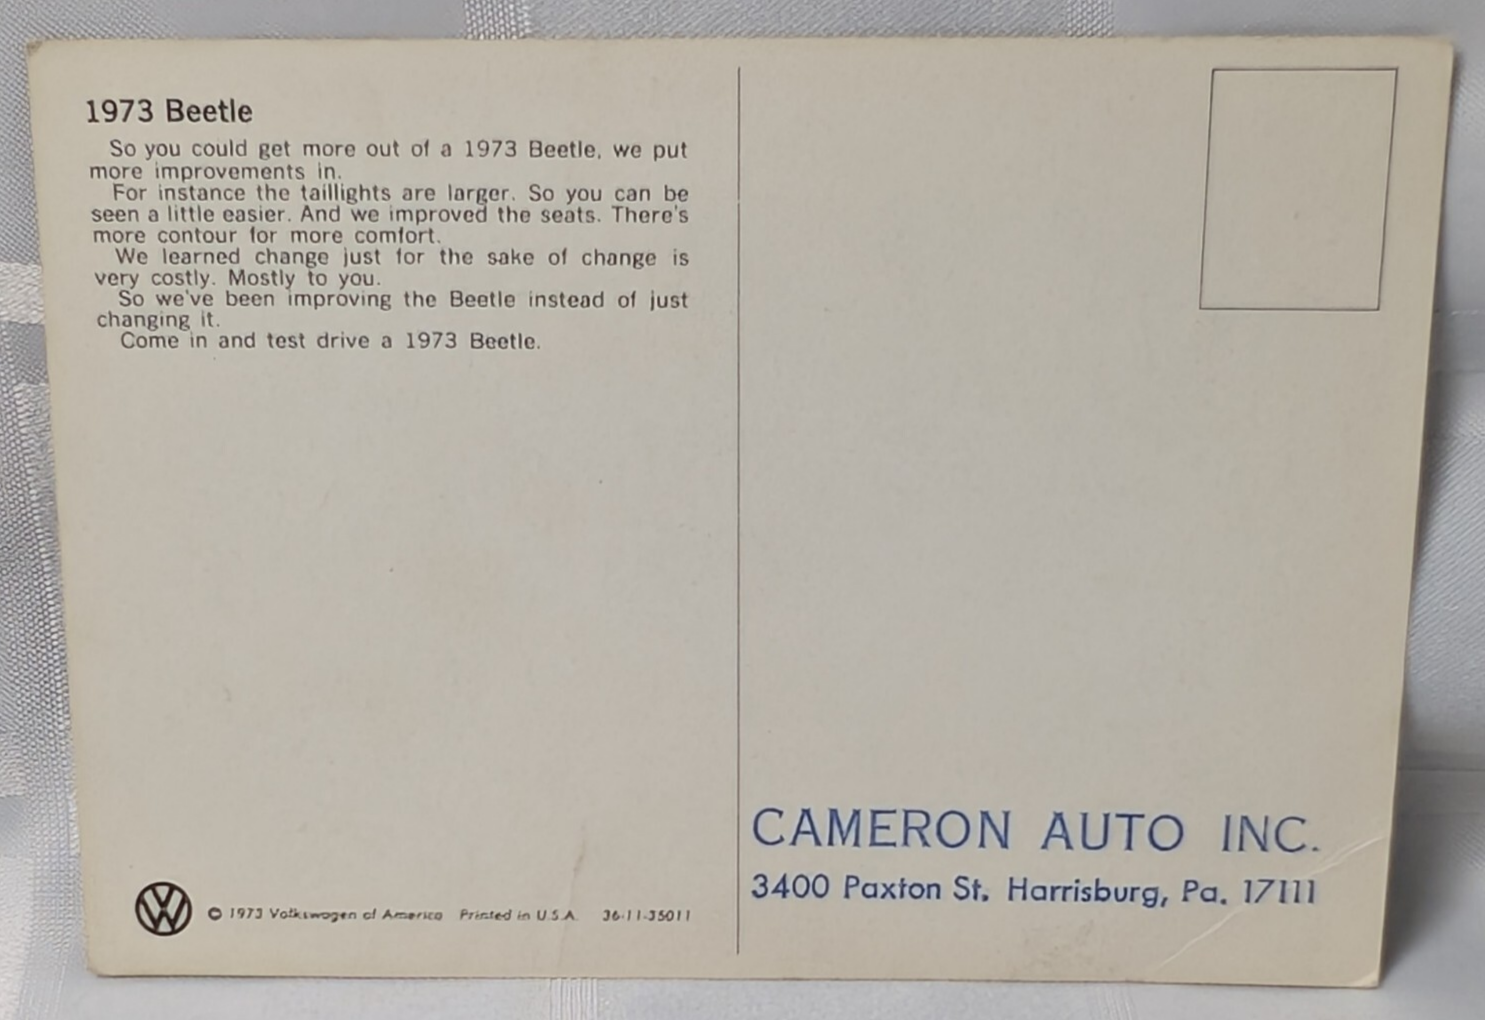 1973 Beetle
So you could get more out of a 1973 Beetle, we put
more improvements in.
For instance the taillights are larger. So you can be
seen a little easier. And we improved the seats. There's
more contour for more comfort.
We learned change just for the sake of change is
very costly. Mostly to you.
So we've been improving the Beetle instead of just
changing it.
Come in and test drive a 1973 Beetle.
VW © 1973 Volkswagen of America Printed in U.S.A. 36-11-35011
CAMERON AUTO INC.
3400 Paxton St. Harrisburg, Pa. 17111